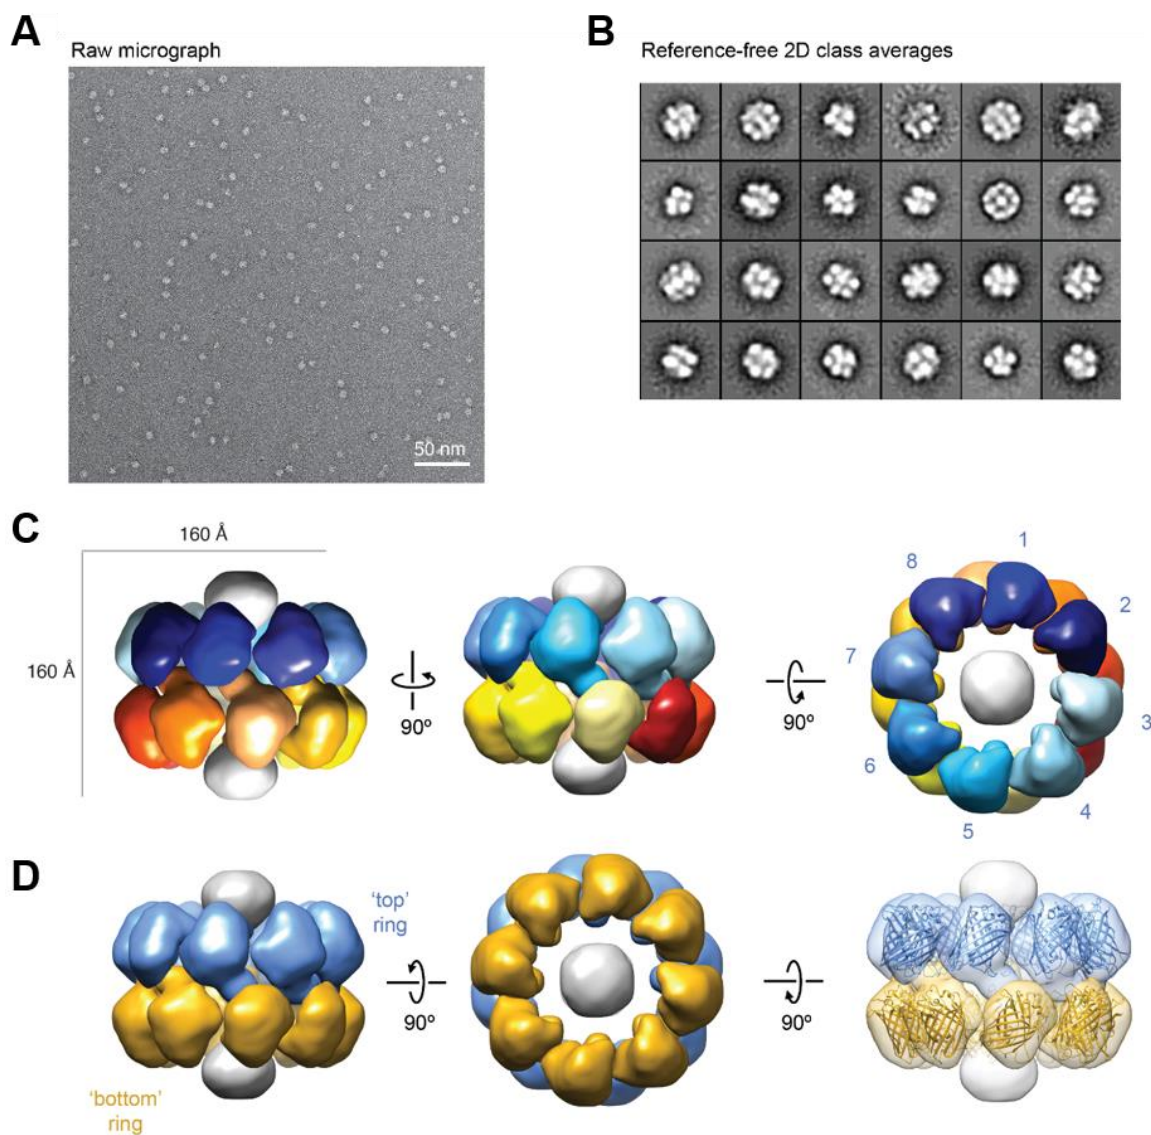 A
Raw micrograph
50 nm
B
Reference-free 2D class averages
C
160 Å
160 Å
90º
90º
1
2
3
4
5
6
7
8
D
'top'
ring
90º
90º
'bottom'
ring